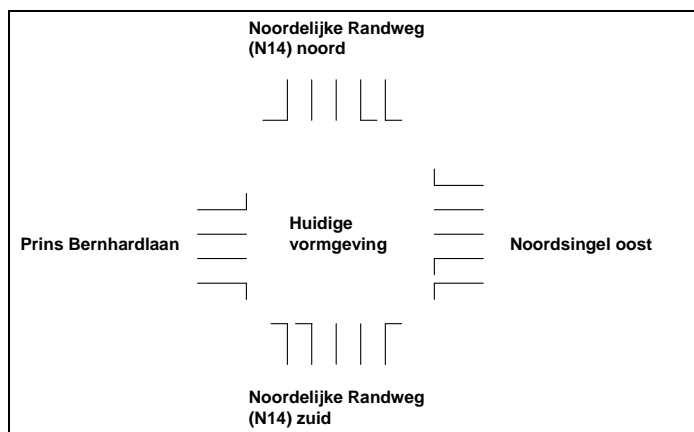 Noordelijke Randweg
(N14) noord
Huidige
vormgeving
Prins Bernhardlaan
Noordsingel oost
Noordelijke Randweg
(N14) zuid